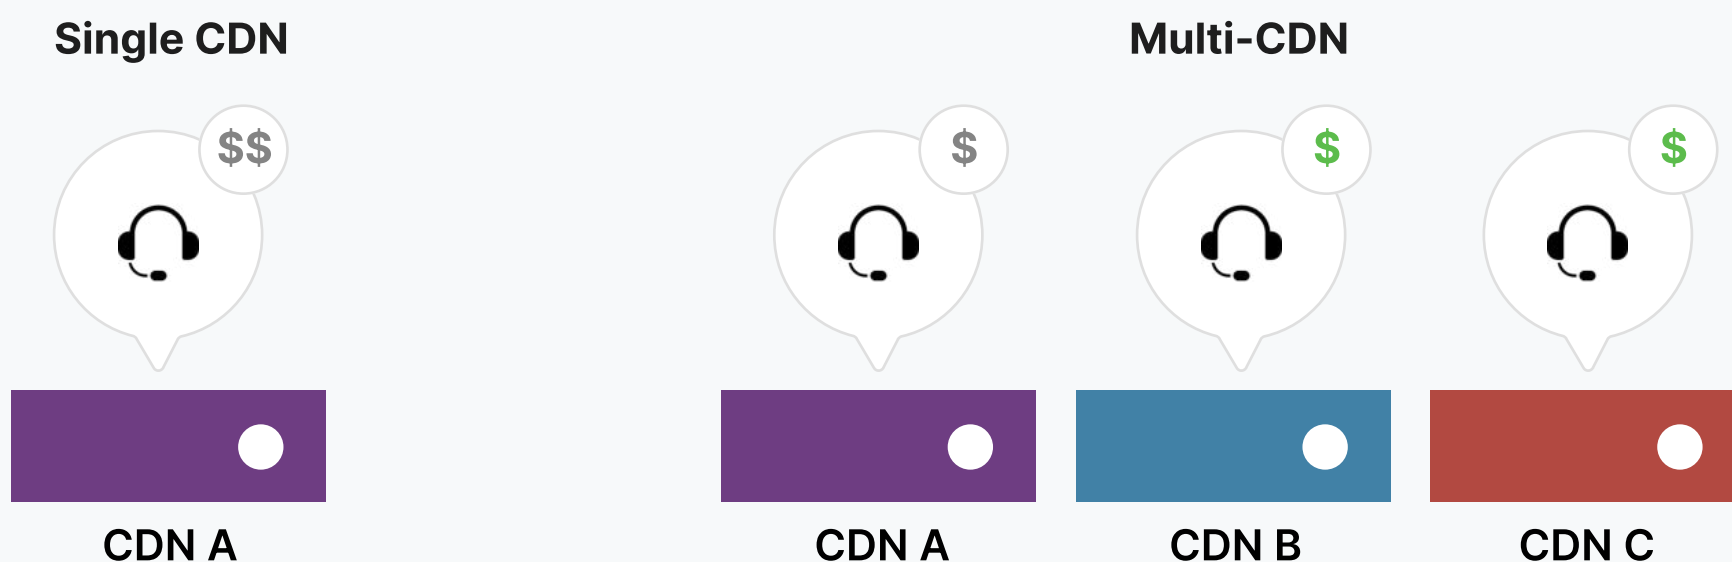 Single CDN
Multi-CDN
$$
$
$
$
CDN A
CDN A
CDN B
CDN C